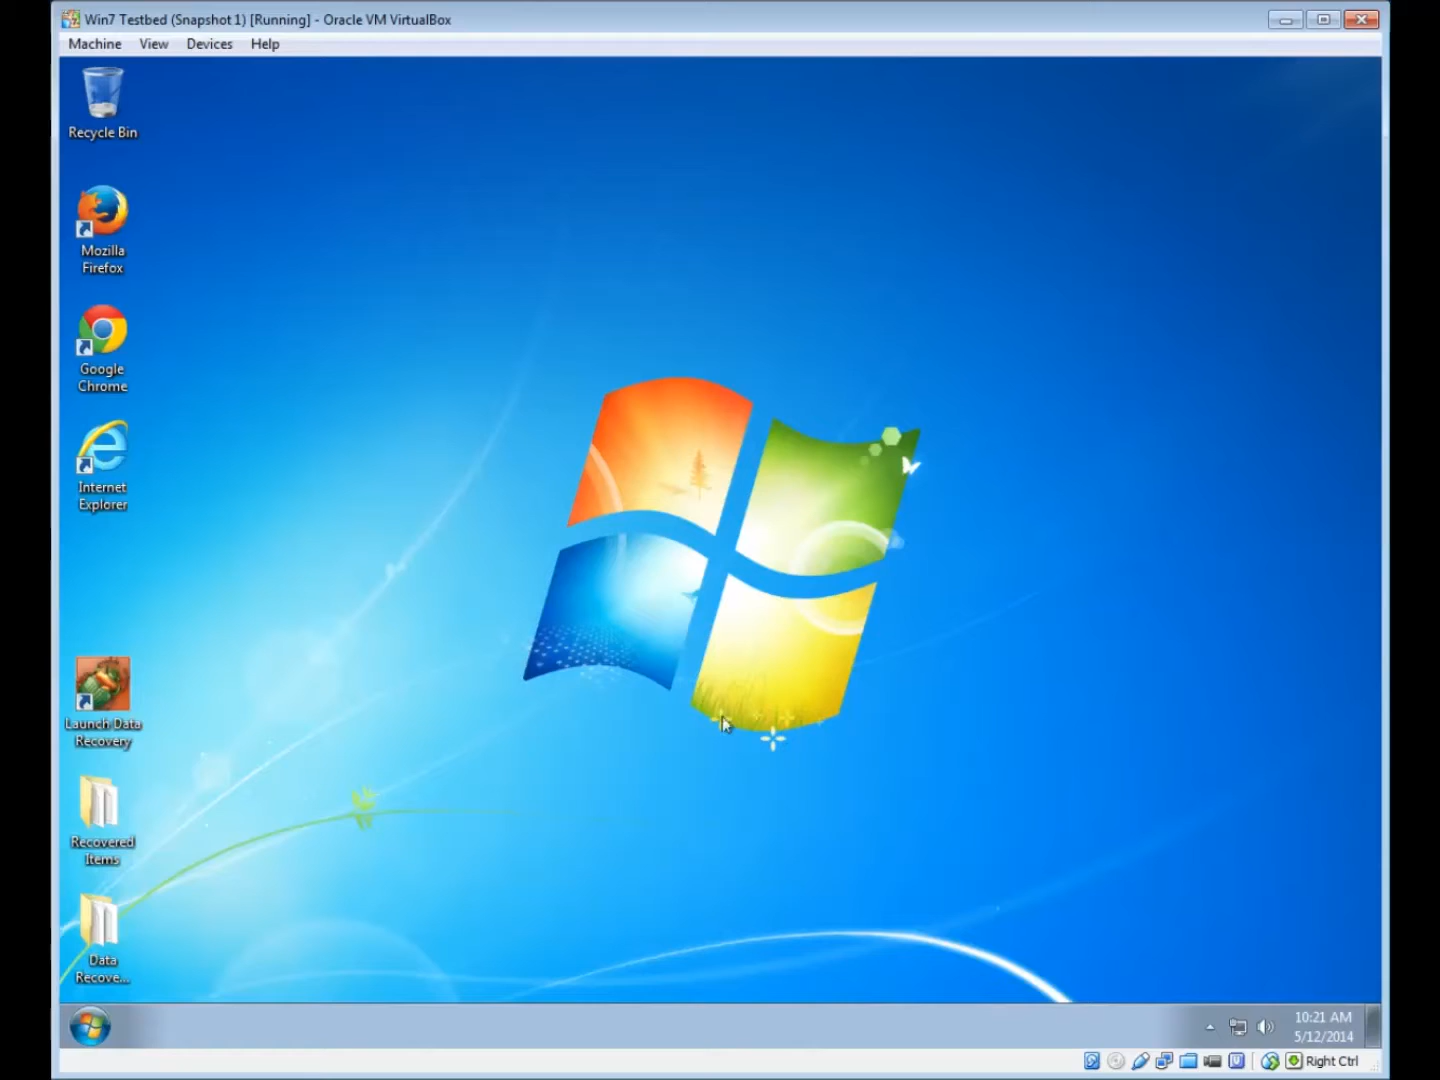 Win7 Testbed (Snapshot 1) [Running] - Oracle VM VirtualBox
Machine View Devices Help
Recycle Bin
Mozilla
Firefox
Google
Chrome
Internet
Explorer
Launch Data
Recovery
Recovered
Items
Data
Recove...
10:21 AM
5/12/2014
Right Ctrl